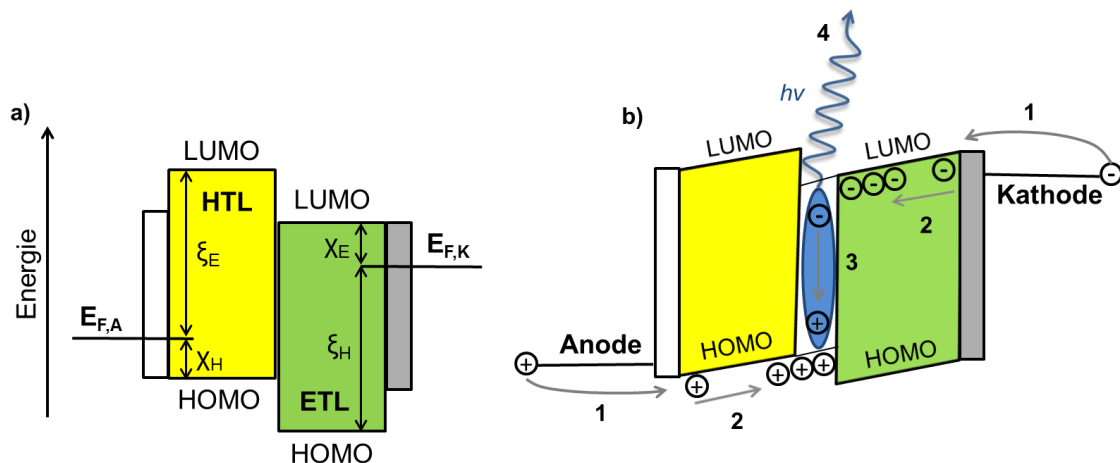 a)
Energie
LUMO
HTL
ξE
EF,A
χH
HOMO
LUMO
χE
EF,K
ξH
ETL
HOMO
b)
4
hν
1
LUMO
LUMO
-
- - - -
Kathode
2
-
3
+
HOMO
HOMO
Anode
+
+
+ + +
1
2